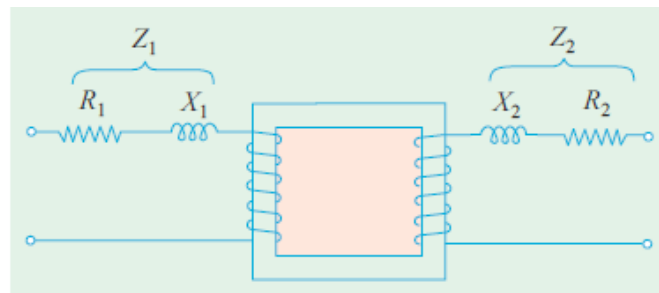 Z₁ Z₂
R₁ X₁ X₂ R₂